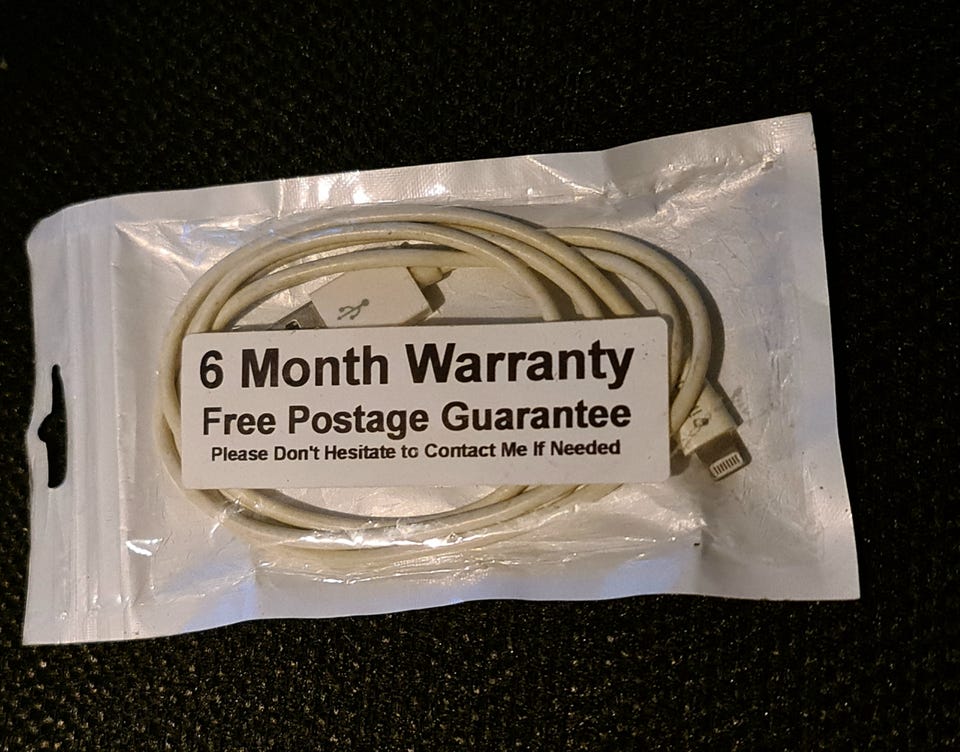 6 Month Warranty
Free Postage Guarantee
Please Don't Hesitate to Contact Me If Needed